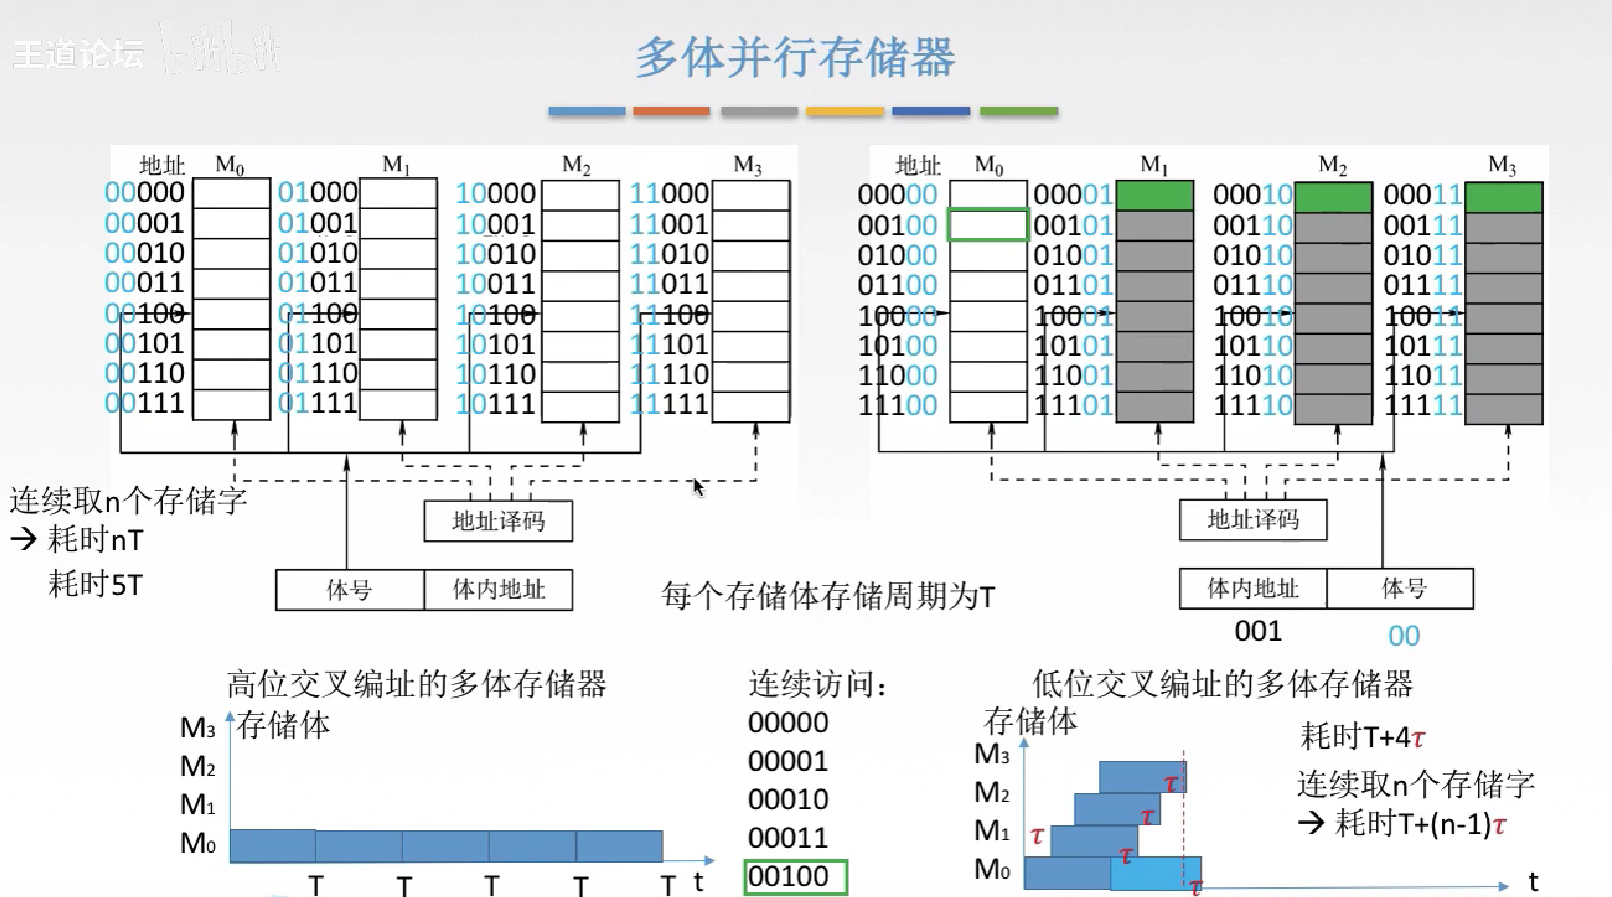 王道论坛 bilibili
多体并行存储器
地址 M₀ M₁ M₂ M₃
00000 01000 10000 11000
00001 01001 10001 11001
00010 01010 10010 11010
00011 01011 10011 11011
00100 01100 10100 11100
00101 01101 10101 11101
00110 01110 10110 11110
00111 01111 10111 11111
地址译码
体号 体内地址
连续取n个存储字
→ 耗时nT
耗时5T
地址 M₀ M₁ M₂ M₃
00000 00001 00010 00011
00100 00101 00110 00111
01000 01001 01010 01011
01100 01101 01110 01111
10000 10001 10010 10011
10100 10101 10110 10111
11000 11001 11010 11011
11100 11101 11110 11111
地址译码
体内地址 体号
001 00
每个存储体存储周期为T
高位交叉编址的多体存储器
存储体
M₃
M₂
M₁
M₀
T T T T T t
连续访问：
00000
00001
00010
00011
00100
低位交叉编址的多体存储器
存储体
M₃ τ
M₂ τ
M₁ τ τ
M₀ τ t
耗时T+4τ
连续取n个存储字
→ 耗时T+(n-1)τ